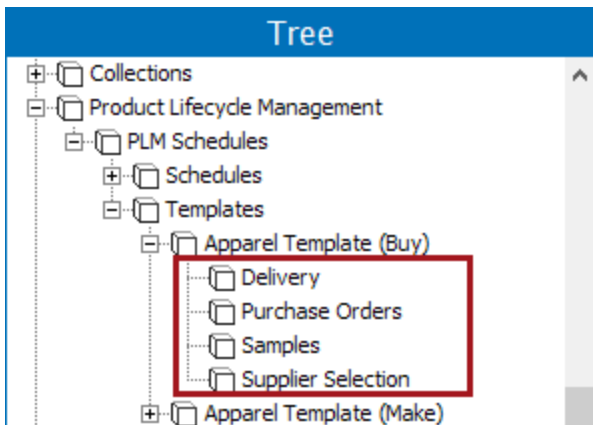 Tree
Collections
Product Lifecycle Management
PLM Schedules
Schedules
Templates
Apparel Template (Buy)
Delivery
Purchase Orders
Samples
Supplier Selection
Apparel Template (Make)